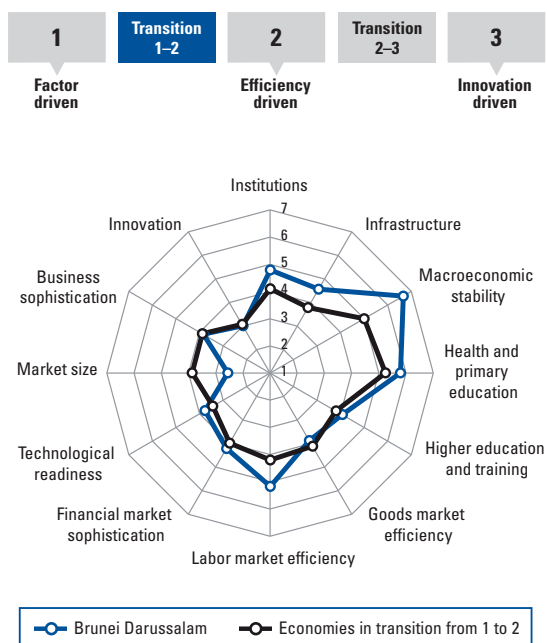 1
Transition
1–2
2
Transition
2–3
3
Factor
driven
Efficiency
driven
Innovation
driven
Institutions
7
Innovation
Infrastructure
6
5
Business
sophistication
Macroeconomic
stability
4
3
2
Market size
1
Health and
primary
education
Technological
readiness
Higher education
and training
Financial market
sophistication
Goods market
efficiency
Labor market efficiency
Brunei Darussalam
Economies in transition from 1 to 2